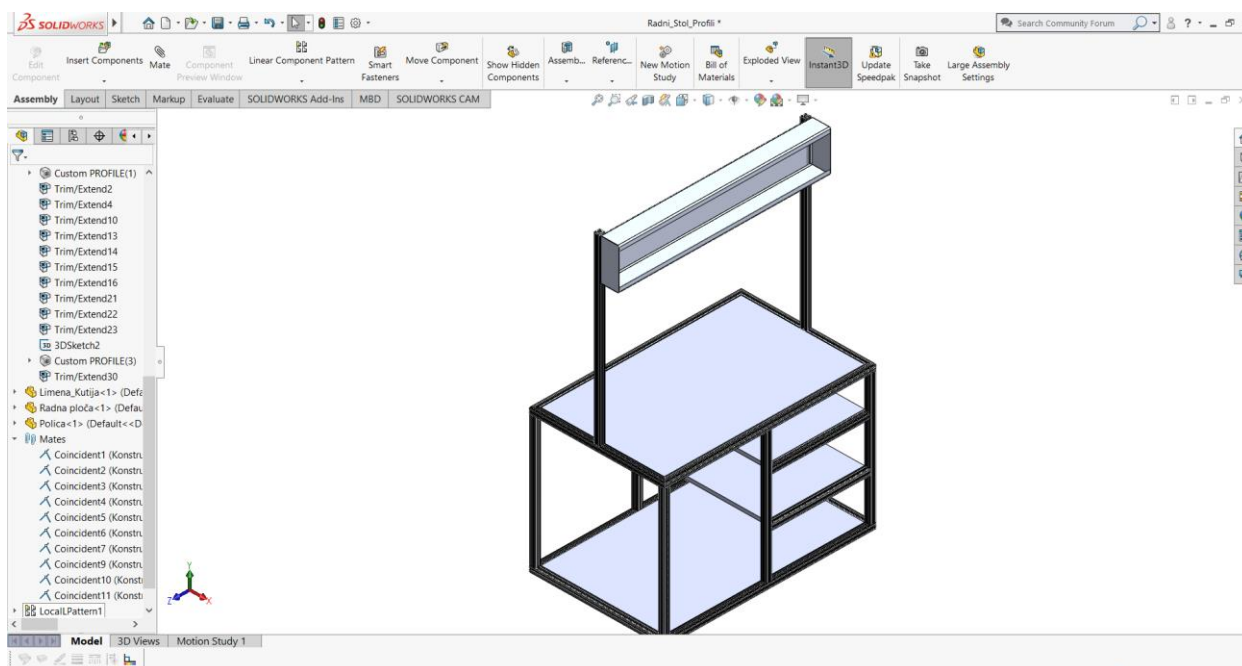 SOLIDWORKS
Radni_Stol_Profili *
Search Community Forum
?
Edit Component
Insert Components
Mate
Component Preview Window
Linear Component Pattern
Smart Fasteners
Move Component
Show Hidden Components
Assemb...
Referenc...
New Motion Study
Bill of Materials
Exploded View
Instant3D
Update Speedpak
Take Snapshot
Large Assembly Settings
Assembly Layout Sketch Markup Evaluate SOLIDWORKS Add-Ins MBD SOLIDWORKS CAM
Custom PROFILE(1)
Trim/Extend2
Trim/Extend4
Trim/Extend10
Trim/Extend13
Trim/Extend14
Trim/Extend15
Trim/Extend16
Trim/Extend21
Trim/Extend22
Trim/Extend23
3D 3DSketch2
Custom PROFILE(3)
Trim/Extend30
Limena_Kutija<1> (Defa
Radna ploča<1> (Defau
Polica<1> (Default<<D
Mates
Coincident1 (Konstru
Coincident2 (Konstru
Coincident3 (Konstru
Coincident4 (Konstru
Coincident5 (Konstru
Coincident6 (Konstru
Coincident7 (Konstru
Coincident9 (Konstru
Coincident10 (Konstr
Coincident11 (Konstr
LocalLPattern1
Y
Z X
Model 3D Views Motion Study 1